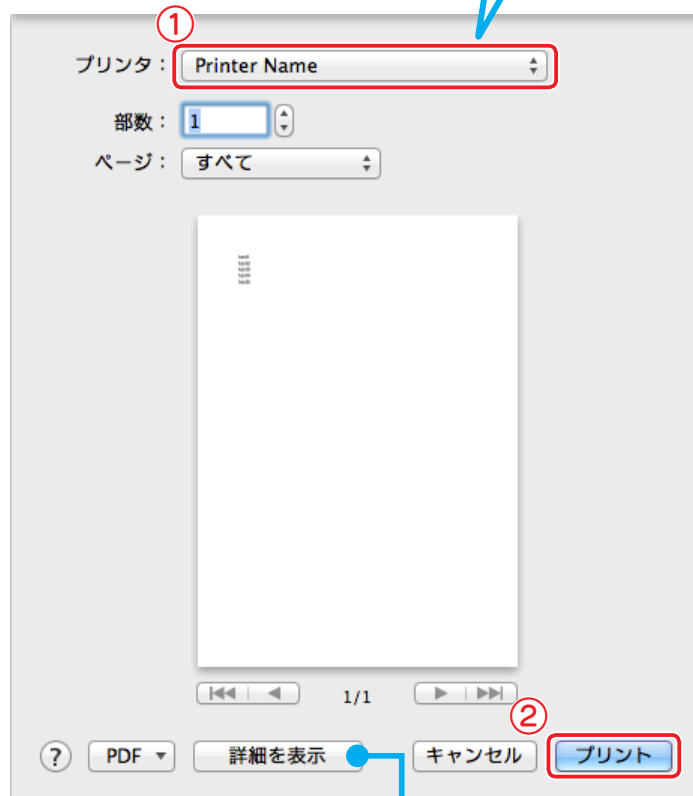 ①
プリンタ： Printer Name
部数： 1
ページ： すべて
1/1
②
? PDF 詳細を表示 キャンセル プリント